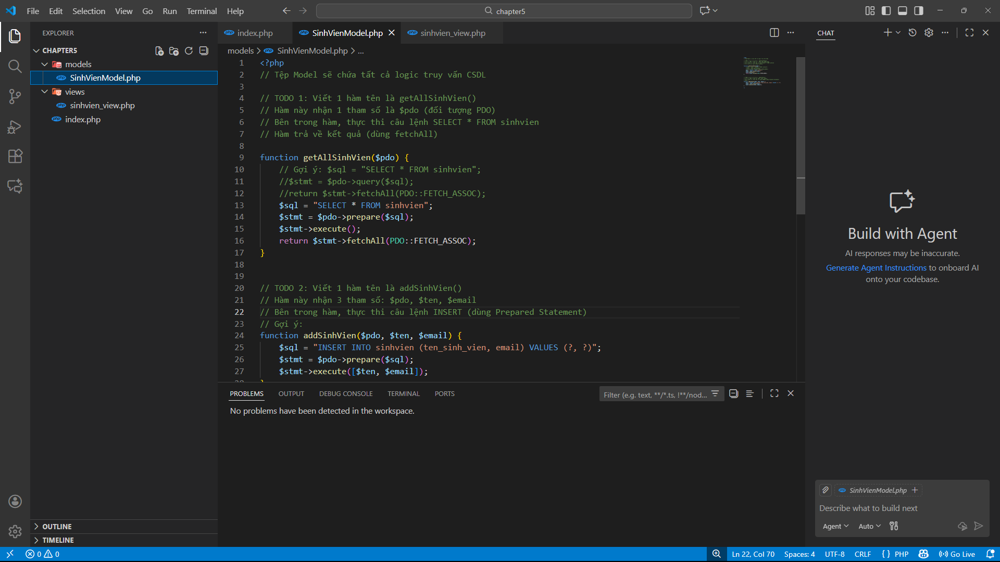 File Edit Selection View Go Run Terminal Help
chapter5
EXPLORER
CHAPTER5
models
SinhVienModel.php
views
sinhvien_view.php
index.php
OUTLINE
TIMELINE
index.php
SinhVienModel.php
sinhvien_view.php
models > SinhVienModel.php > ...
1 <?php
2 // Tệp Model sẽ chứa tất cả logic truy vấn CSDL
3
4 // TODO 1: Viết 1 hàm tên là getAllSinhVien()
5 // Hàm này nhận 1 tham số là $pdo (đối tượng PDO)
6 // Bên trong hàm, thực thi câu lệnh SELECT * FROM sinhvien
7 // Hàm trả về kết quả (dùng fetchAll)
8
9 function getAllSinhVien($pdo) {
10 // Gợi ý: $sql = "SELECT * FROM sinhvien";
11 //$stmt = $pdo->query($sql);
12 //return $stmt->fetchAll(PDO::FETCH_ASSOC);
13 $sql = "SELECT * FROM sinhvien";
14 $stmt = $pdo->prepare($sql);
15 $stmt->execute();
16 return $stmt->fetchAll(PDO::FETCH_ASSOC);
17 }
18
19
20 // TODO 2: Viết 1 hàm tên là addSinhVien()
21 // Hàm này nhận 3 tham số: $pdo, $ten, $email
22 // Bên trong hàm, thực thi câu lệnh INSERT (dùng Prepared Statement)
23 // Gợi ý:
24 function addSinhVien($pdo, $ten, $email) {
25 $sql = "INSERT INTO sinhvien (ten_sinh_vien, email) VALUES (?, ?)";
26 $stmt = $pdo->prepare($sql);
27 $stmt->execute([$ten, $email]);
PROBLEMS OUTPUT DEBUG CONSOLE TERMINAL PORTS
Filter (e.g. text, **/*.ts, !**/nod...
No problems have been detected in the workspace.
CHAT
Build with Agent
AI responses may be inaccurate.
Generate Agent Instructions to onboard AI
onto your codebase.
SinhVienModel.php
Describe what to build next
Agent Auto
0 0
Ln 22, Col 70 Spaces: 4 UTF-8 CRLF { } PHP Go Live